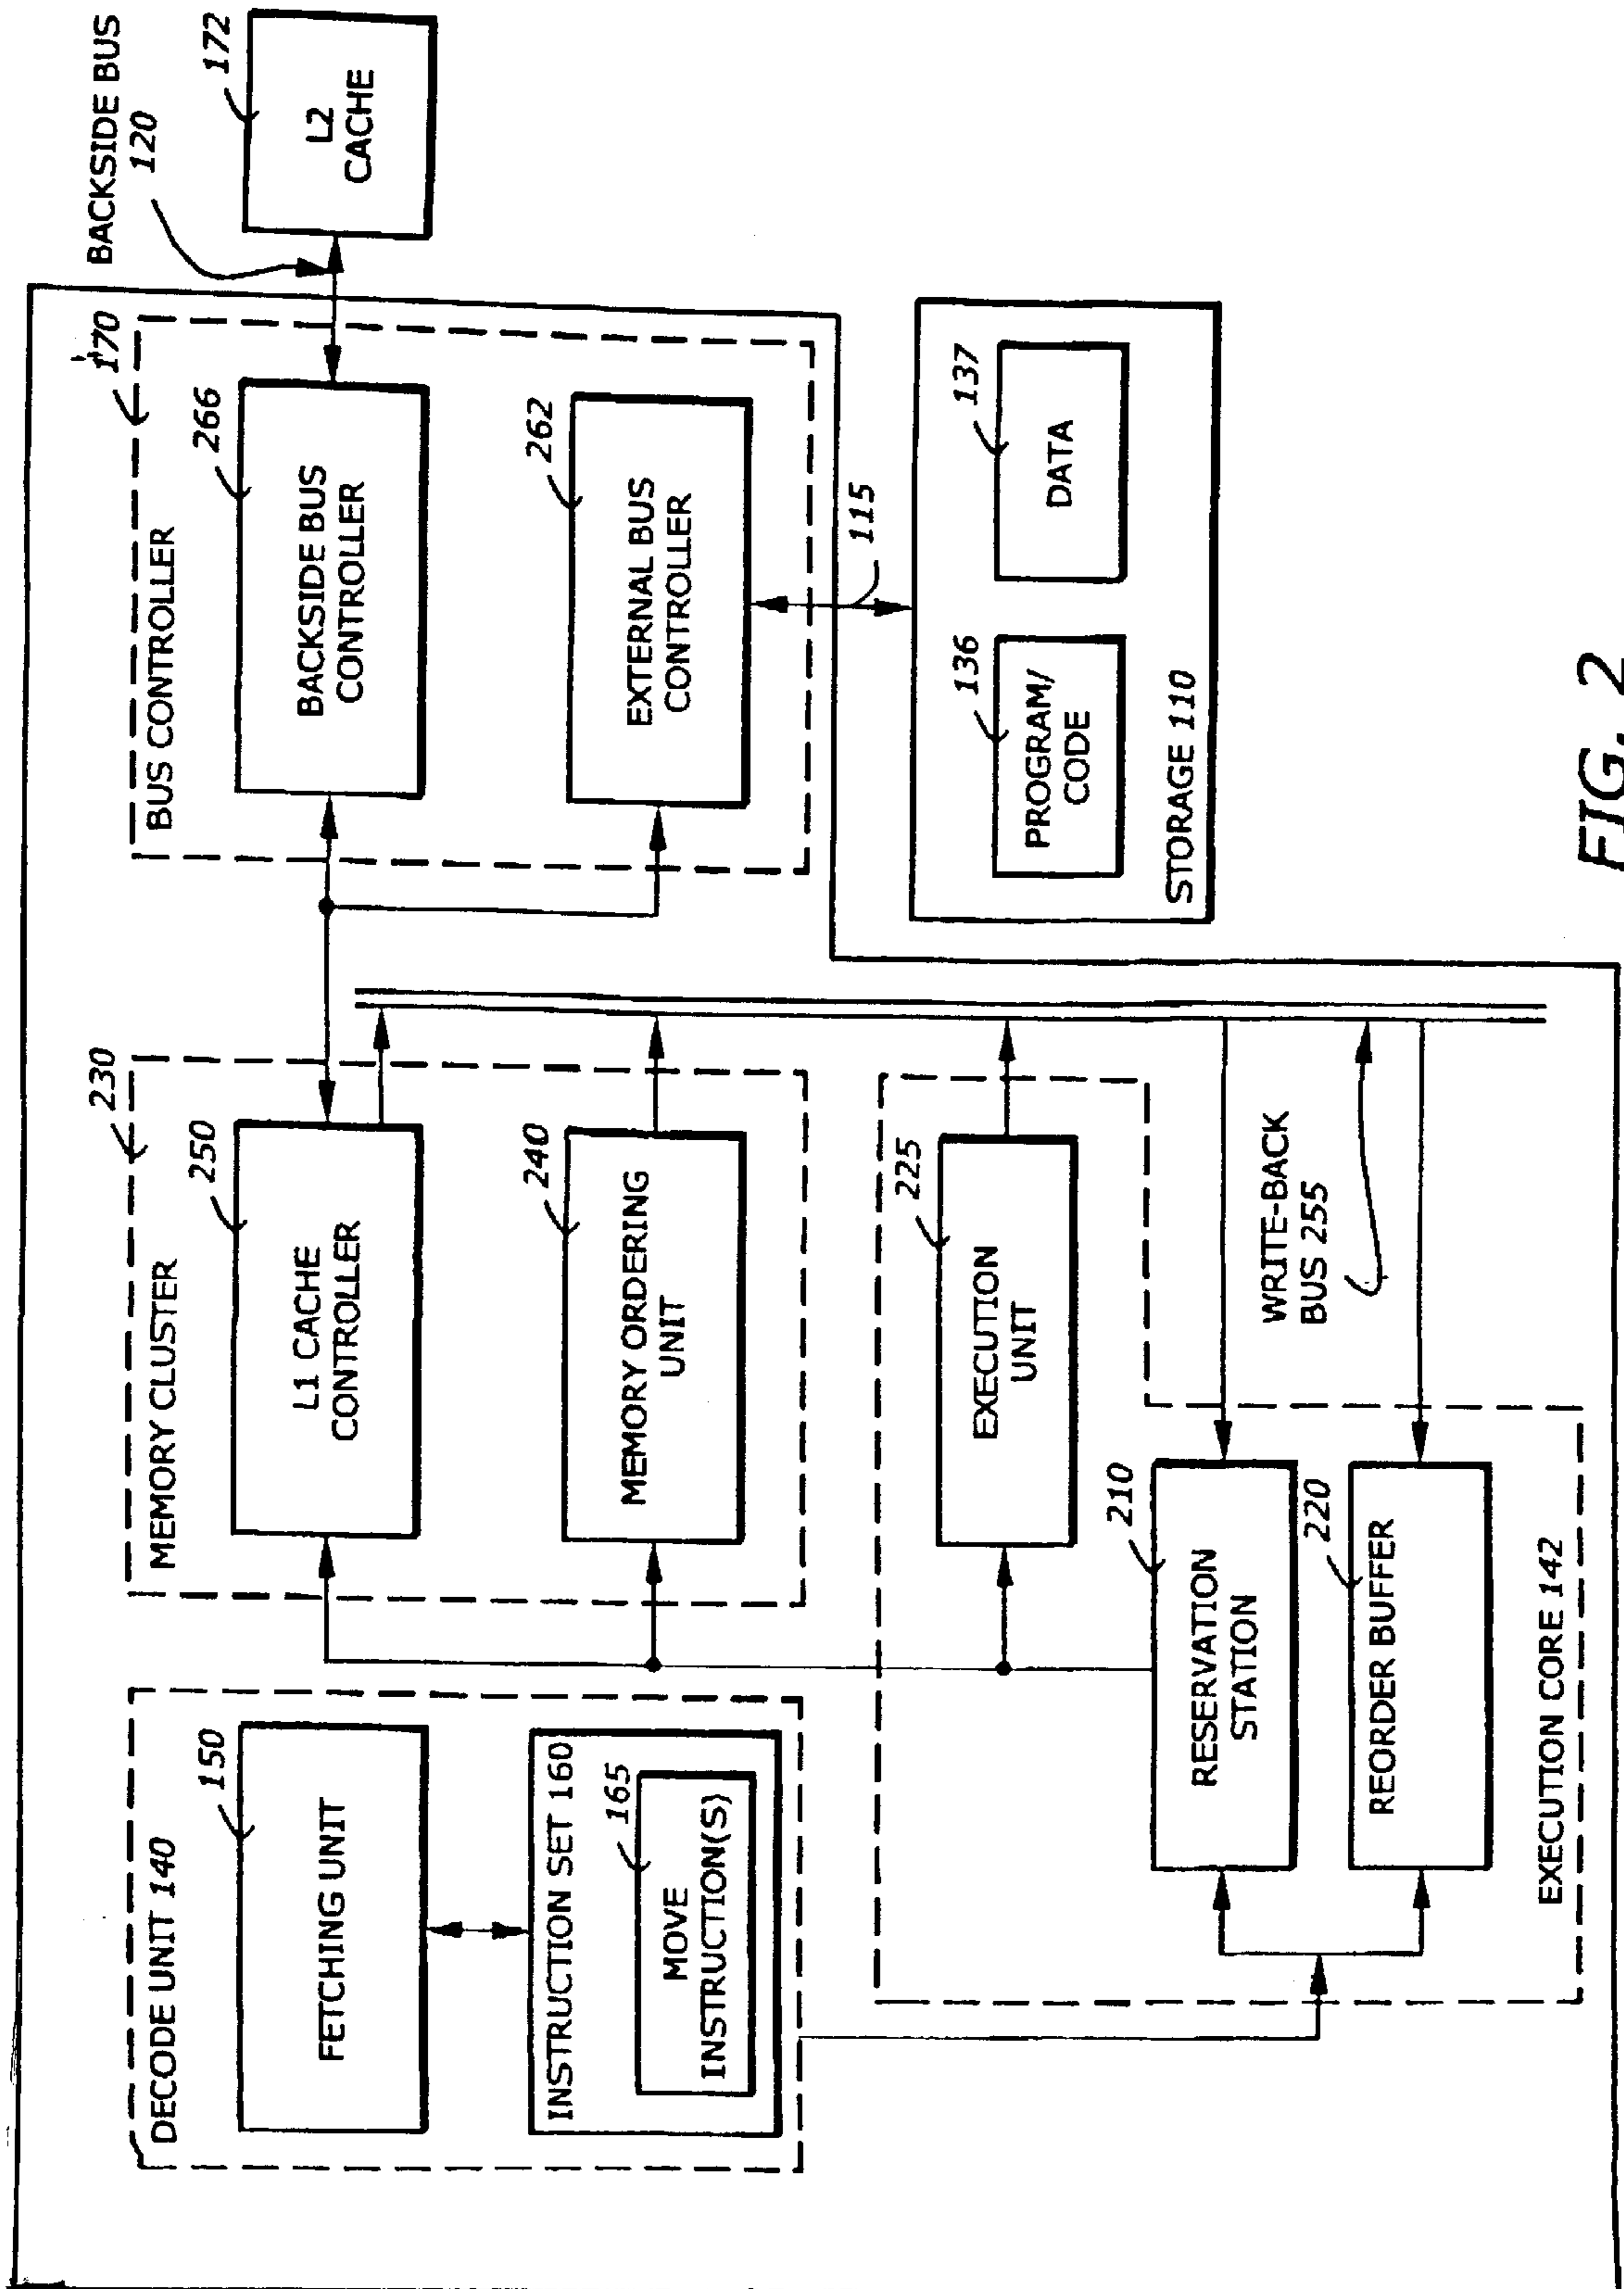 DECODE UNIT 140
150
FETCHING UNIT
INSTRUCTION SET 160
165
MOVE
INSTRUCTION(S)
MEMORY CLUSTER
230
250
L1 CACHE
CONTROLLER
240
MEMORY ORDERING
UNIT
BUS CONTROLLER
170
266
BACKSIDE BUS
CONTROLLER
262
EXTERNAL BUS
CONTROLLER
BACKSIDE BUS
120
172
L2
CACHE
115
225
EXECUTION
UNIT
210
RESERVATION
STATION
220
REORDER BUFFER
EXECUTION CORE 142
WRITE-BACK
BUS 255
136
PROGRAM/
CODE
137
DATA
STORAGE 110
FIG. 2